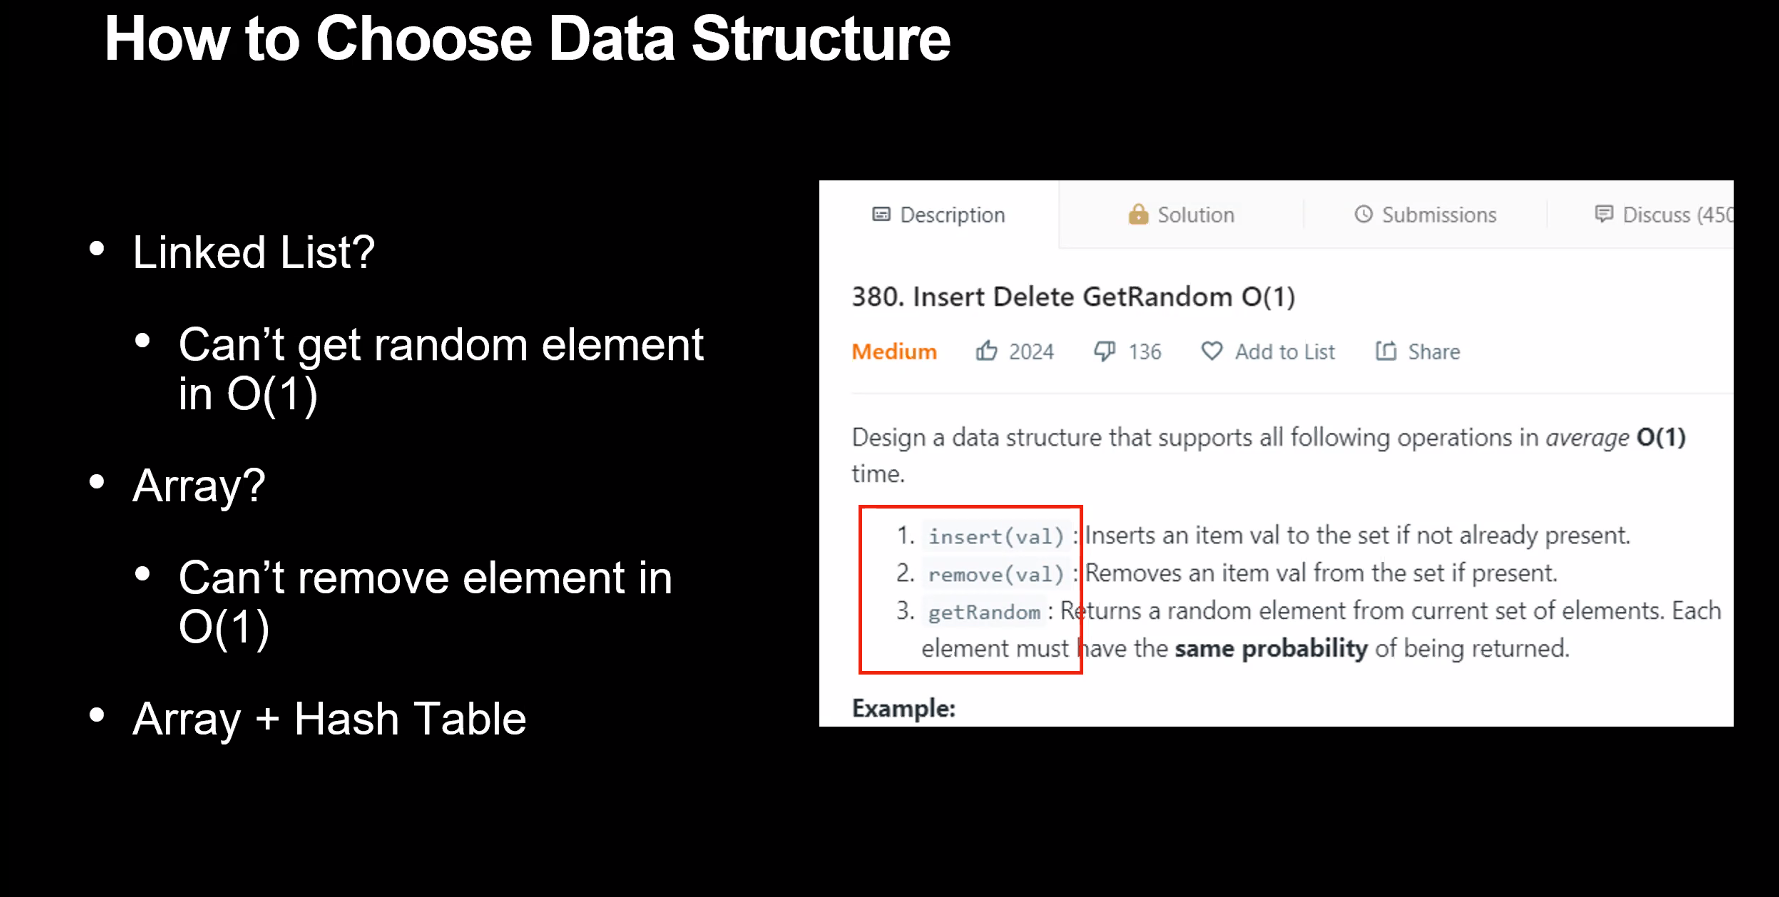 How to Choose Data Structure
• Linked List?
• Can’t get random element
in O(1)
• Array?
• Can’t remove element in
O(1)
• Array + Hash Table
Description
Solution
Submissions
Discuss (450
380. Insert Delete GetRandom O(1)
Medium 2024 136 Add to List Share
Design a data structure that supports all following operations in average O(1)
time.
1. insert(val) : Inserts an item val to the set if not already present.
2. remove(val) : Removes an item val from the set if present.
3. getRandom : Returns a random element from current set of elements. Each
element must have the same probability of being returned.
Example: